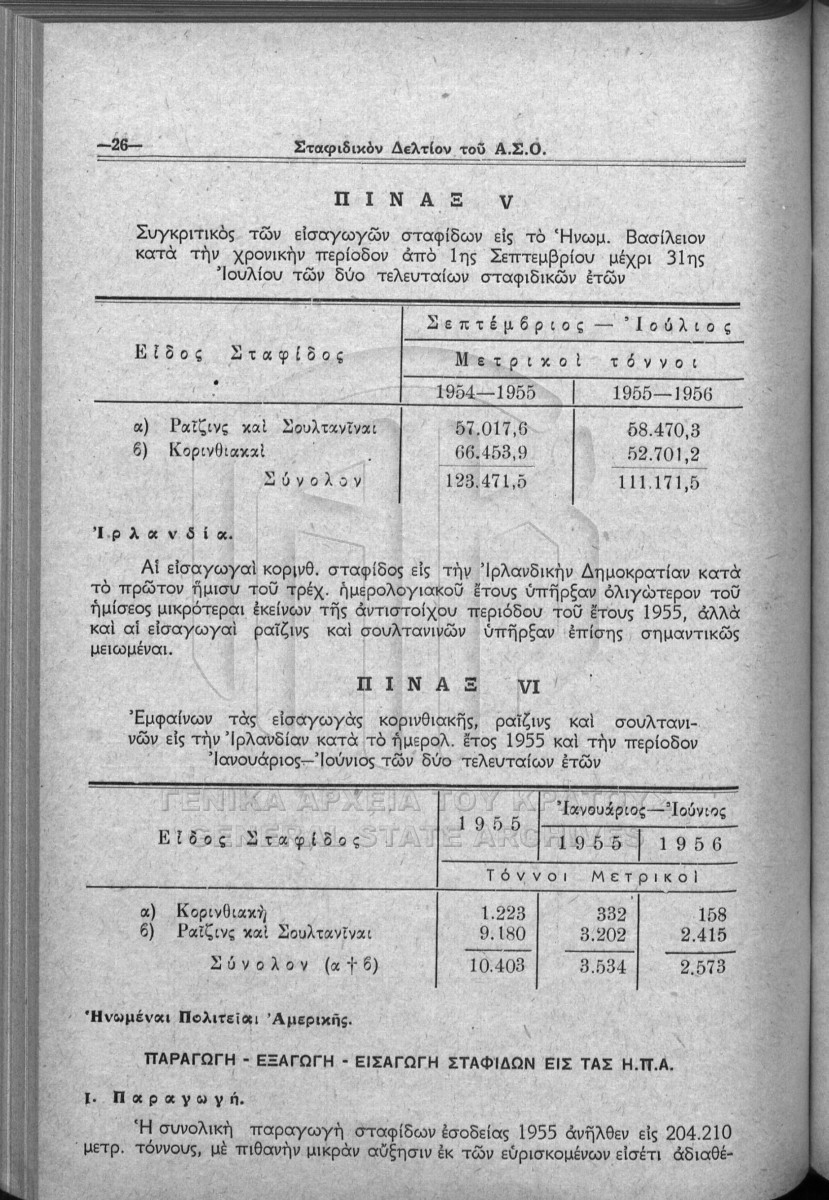 —26—
Σταφιδικὸν Δελτίον τοῦ Α.Σ.Ο.
ΠΙΝΑΞ V
Συγκριτικὸς τῶν εἰσαγωγῶν σταφίδων εἰς τὸ Ἡνωμ. Βασίλειον
κατὰ τὴν χρονικὴν περίοδον ἀπὸ 1ης Σεπτεμβρίου μέχρι 31ης
Ἰουλίου τῶν δύο τελευταίων σταφιδικῶν ἐτῶν
Σεπτέμβριος — Ἰούλιος
Εἶδος Σταφίδος
Μετρικοὶ τόννοι
1954—1955 1955—1956
α) Ραΐζινς καὶ Σουλτανῖναι 57.017,6 58.470,3
β) Κορινθιακαὶ 66.453,9 52.701,2
Σύνολον 123.471,5 111.171,5
Ἰρλανδία.
Αἱ εἰσαγωγαὶ κορινθ. σταφίδος εἰς τὴν Ἰρλανδικὴν Δημοκρατίαν κατὰ
τὸ πρῶτον ἥμισυ τοῦ τρέχ. ἡμερολογιακοῦ ἔτους ὑπῆρξαν ὀλιγώτερον τοῦ
ἡμίσεος μικρότεραι ἐκείνων τῆς ἀντιστοίχου περιόδου τοῦ ἔτους 1955, ἀλλὰ
καὶ αἱ εἰσαγωγαὶ ραΐζινς καὶ σουλτανινῶν ὑπῆρξαν ἐπίσης σημαντικῶς
μειωμέναι.
ΠΙΝΑΞ VI
Ἐμφαίνων τὰς εἰσαγωγὰς κορινθιακῆς, ραΐζινς καὶ σουλτανι-
νῶν εἰς τὴν Ἰρλανδίαν κατὰ τὸ ἡμερολ. ἔτος 1955 καὶ τὴν περίοδον
Ἰανουάριος—Ἰούνιος τῶν δύο τελευταίων ἐτῶν
ΓΕΝΙΚΑ ΑΡΧΕΙΑ ΤΟΥ ΚΡΑΤΟΥΣ
GENERAL STATE ARCHIVES
Ἰανουάριος—Ἰούνιος
Εἶδος Σταφίδος 1955
1955 1956
Τόννοι Μετρικοὶ
α) Κορινθιακὴ 1.223 332 158
β) Ραΐζινς καὶ Σουλτανῖναι 9.180 3.202 2.415
Σύνολον (α † β) 10.403 3.534 2.573
Ἡνωμέναι Πολιτεῖαι Ἀμερικῆς.
ΠΑΡΑΓΩΓΗ - ΕΞΑΓΩΓΗ - ΕΙΣΑΓΩΓΗ ΣΤΑΦΙΔΩΝ ΕΙΣ ΤΑΣ Η.Π.Α.
Ι. Παραγωγή.
Ἡ συνολικὴ παραγωγὴ σταφίδων ἐσοδείας 1955 ἀνῆλθεν εἰς 204.210
μετρ. τόννους, μὲ πιθανὴν μικρὰν αὔξησιν ἐκ τῶν εὑρισκομένων εἰσέτι ἀδιαθέ-